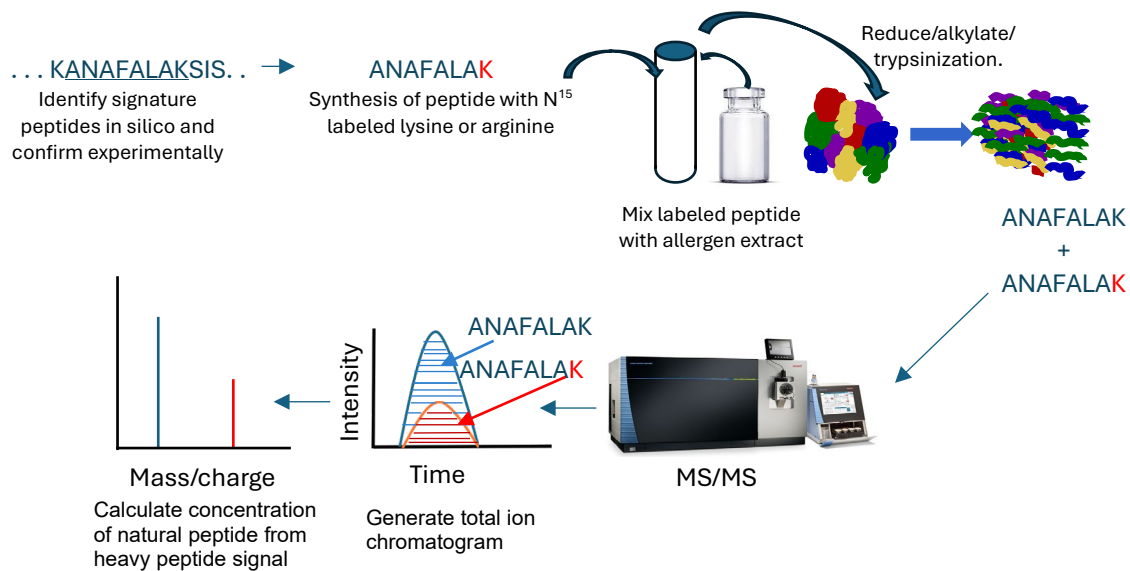 . . . KANAFALAKSIS. .
Identify signature
peptides in silico and
confirm experimentally
ANAFALAK
Synthesis of peptide with N¹⁵
labeled lysine or arginine
Mix labeled peptide
with allergen extract
Reduce/alkylate/
trypsinization.
ANAFALAK
+
ANAFALAK
MS/MS
ANAFALAK
ANAFALAK
Intensity
Time
Generate total ion
chromatogram
Mass/charge
Calculate concentration
of natural peptide from
heavy peptide signal